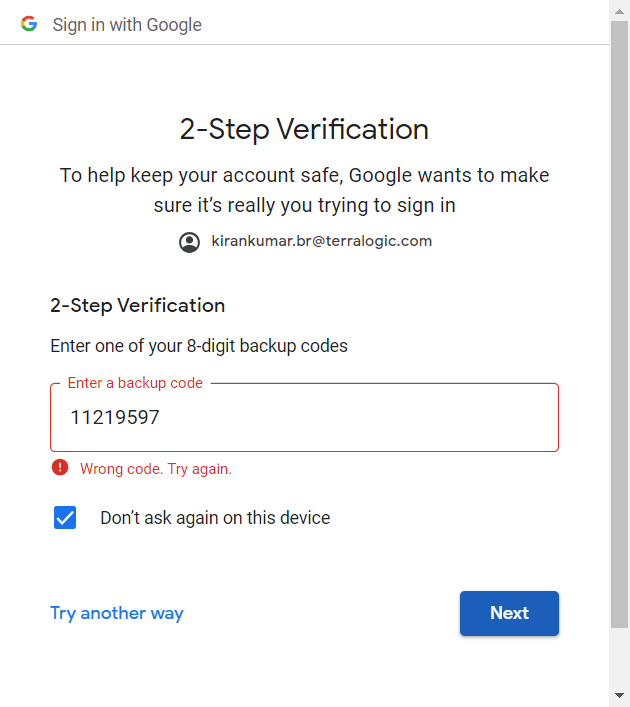 Sign in with Google
2-Step Verification
To help keep your account safe, Google wants to make
sure it’s really you trying to sign in
kirankumar.br@terralogic.com
2-Step Verification
Enter one of your 8-digit backup codes
Enter a backup code
11219597
Wrong code. Try again.
Don’t ask again on this device
Try another way
Next